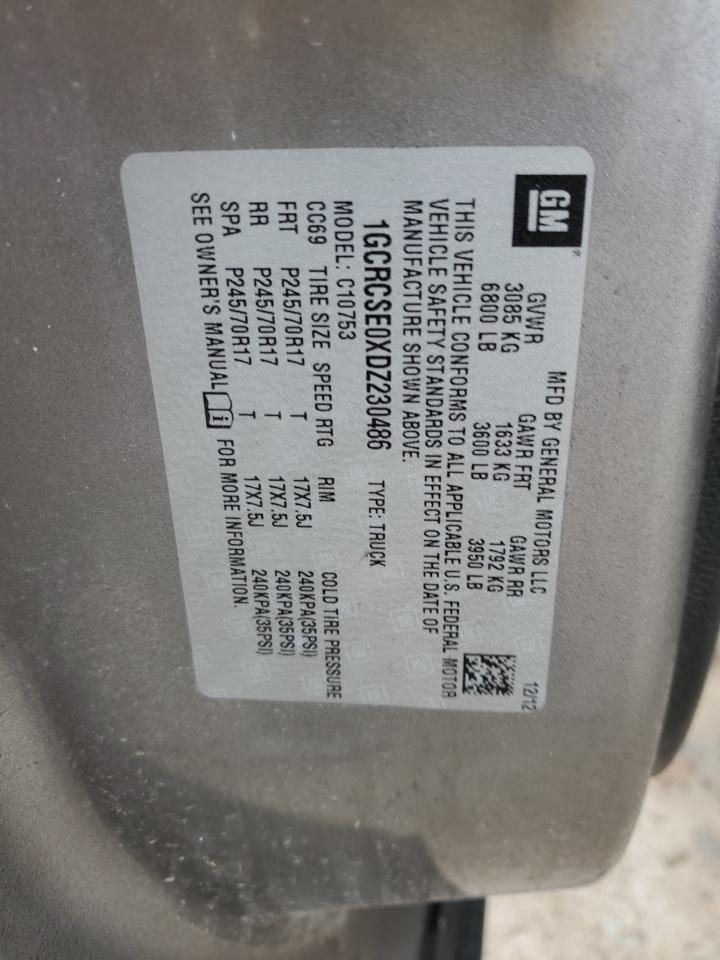 GM®
MFD BY GENERAL MOTORS LLC 12/12
GVWR GAWR FRT GAWR RR
3085 KG 1633 KG 1792 KG
6800 LB 3600 LB 3950 LB
THIS VEHICLE CONFORMS TO ALL APPLICABLE U.S. FEDERAL MOTOR
VEHICLE SAFETY STANDARDS IN EFFECT ON THE DATE OF
MANUFACTURE SHOWN ABOVE.
1GCRCSE0XDZ230486 TYPE: TRUCK
MODEL: C10753
CC69 TIRE SIZE SPEED RTG RIM COLD TIRE PRESSURE
FRT P245/70R17 T 17X7.5J 240KPA(35PSI)
RR P245/70R17 T 17X7.5J 240KPA(35PSI)
SPA P245/70R17 T 17X7.5J 240KPA(35PSI)
SEE OWNER'S MANUAL i FOR MORE INFORMATION.